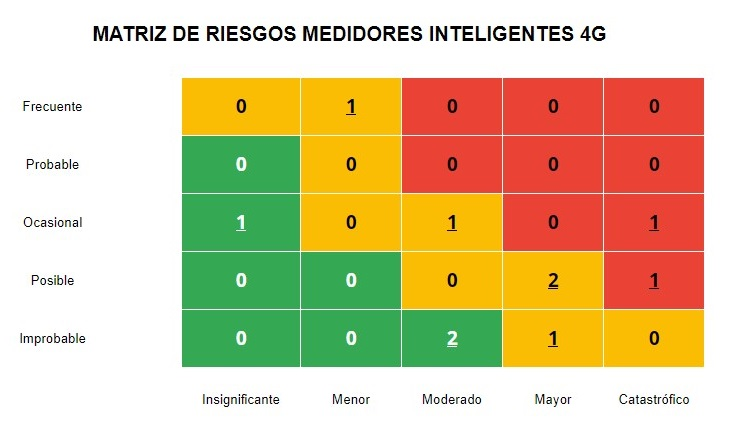 MATRIZ DE RIESGOS MEDIDORES INTELIGENTES 4G
Frecuente 0 1 0 0 0
Probable 0 0 0 0 0
Ocasional 1 0 1 0 1
Posible 0 0 0 2 1
Improbable 0 0 2 1 0
Insignificante Menor Moderado Mayor Catastrófico